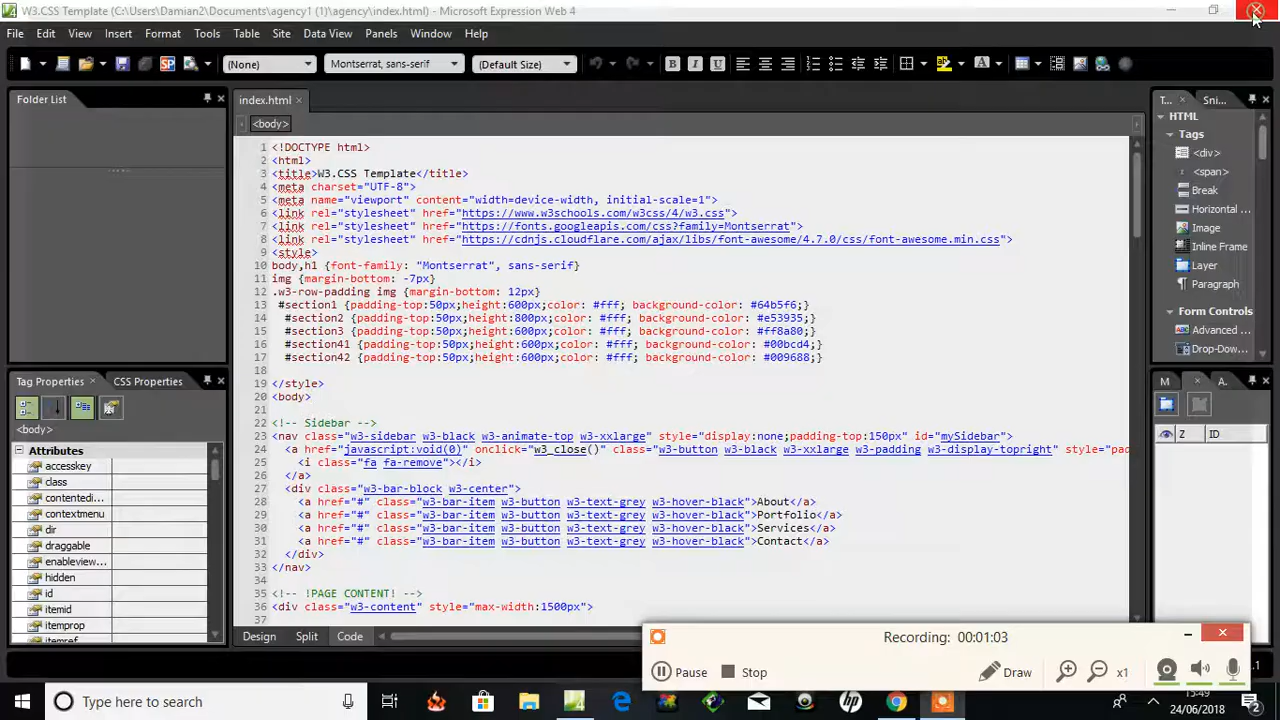 W3.CSS Template (C:\Users\Damian2\Documents\agency1 (1)\agency\index.html) - Microsoft Expression Web 4
File Edit View Insert Format Tools Table Site Data View Panels Window Help
(None) Montserrat, sans-serif (Default Size)
Folder List
index.html
<body>
1 <!DOCTYPE html>
2 <html>
3 <title>W3.CSS Template</title>
4 <meta charset="UTF-8">
5 <meta name="viewport" content="width=device-width, initial-scale=1">
6 <link rel="stylesheet" href="https://www.w3schools.com/w3css/4/w3.css">
7 <link rel="stylesheet" href="https://fonts.googleapis.com/css?family=Montserrat">
8 <link rel="stylesheet" href="https://cdnjs.cloudflare.com/ajax/libs/font-awesome/4.7.0/css/font-awesome.min.css">
9 <style>
10 body,h1 {font-family: "Montserrat", sans-serif}
11 img {margin-bottom: -7px}
12 .w3-row-padding img {margin-bottom: 12px}
13 #section1 {padding-top:50px;height:600px;color: #fff; background-color: #64b5f6;}
14 #section2 {padding-top:50px;height:800px;color: #fff; background-color: #e53935;}
15 #section3 {padding-top:50px;height:600px;color: #fff; background-color: #ff8a80;}
16 #section41 {padding-top:50px;height:600px;color: #fff; background-color: #00bcd4;}
17 #section42 {padding-top:50px;height:600px;color: #fff; background-color: #009688;}
18
19 </style>
20 <body>
21
22 <!-- Sidebar -->
23 <nav class="w3-sidebar w3-black w3-animate-top w3-xxlarge" style="display:none;padding-top:150px" id="mySidebar">
24 <a href="javascript:void(0)" onclick="w3_close()" class="w3-button w3-black w3-xxlarge w3-padding w3-display-topright" style="pad
25 <i class="fa fa-remove"></i>
26 </a>
27 <div class="w3-bar-block w3-center">
28 <a href="#" class="w3-bar-item w3-button w3-text-grey w3-hover-black">About</a>
29 <a href="#" class="w3-bar-item w3-button w3-text-grey w3-hover-black">Portfolio</a>
30 <a href="#" class="w3-bar-item w3-button w3-text-grey w3-hover-black">Services</a>
31 <a href="#" class="w3-bar-item w3-button w3-text-grey w3-hover-black">Contact</a>
32 </div>
33 </nav>
34
35 <!-- !PAGE CONTENT! -->
36 <div class="w3-content" style="max-width:1500px">
37
Design Split Code
Tag Properties CSS Properties
<body>
Attributes
accesskey
class
contentedi...
contextmenu
dir
draggable
enableview...
hidden
id
itemid
itemprop
itemref
T... Sni...
HTML
Tags
<div>
<span>
Break
Horizontal ...
Image
Inline Frame
Layer
Paragraph
Form Controls
Advanced ...
Drop-Dow...
M A.
Z ID
Recording: 00:01:03
Pause Stop Draw x1
.1
Type here to search
15:49
24/06/2018
2